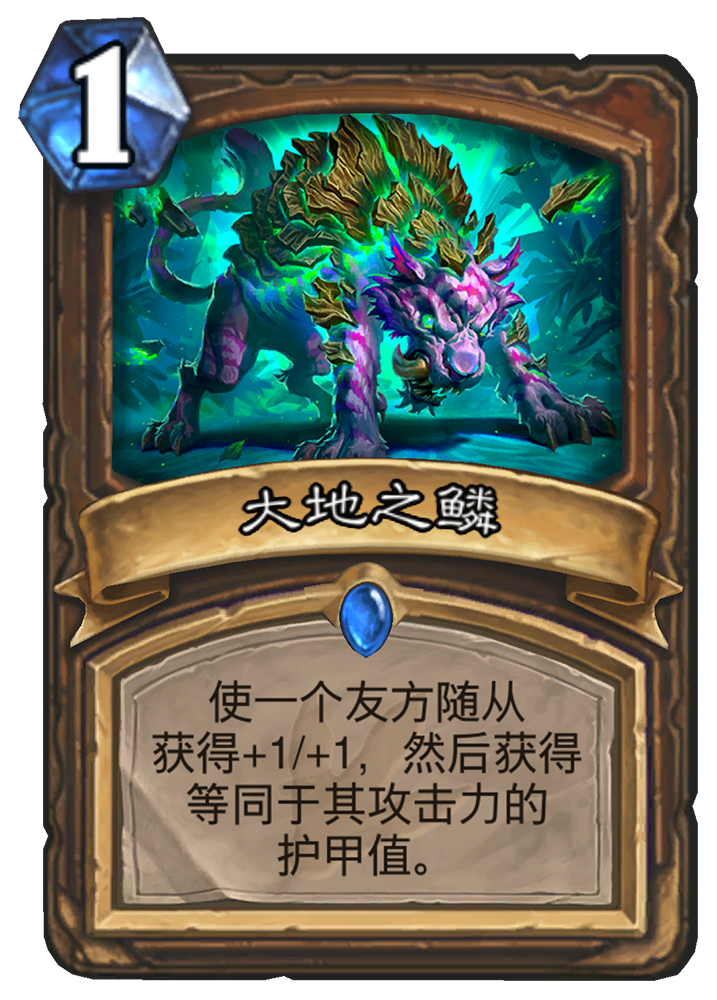 1
大地之鳞
使一个友方随从
获得+1/+1，然后获得
等同于其攻击力的
护甲值。